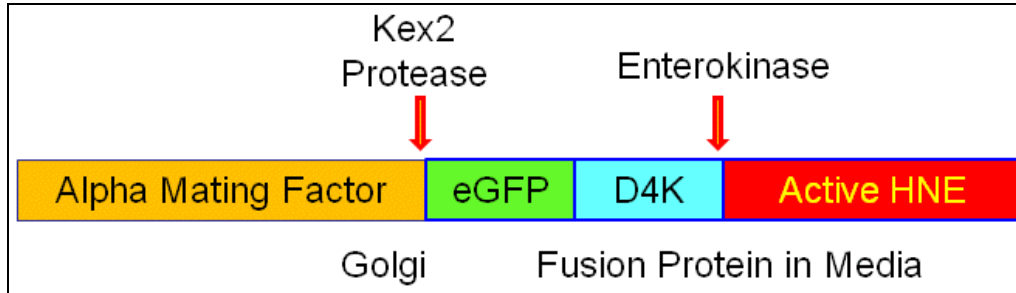 Kex2
Protease
Enterokinase
Alpha Mating Factor
eGFP
D4K
Active HNE
Golgi
Fusion Protein in Media